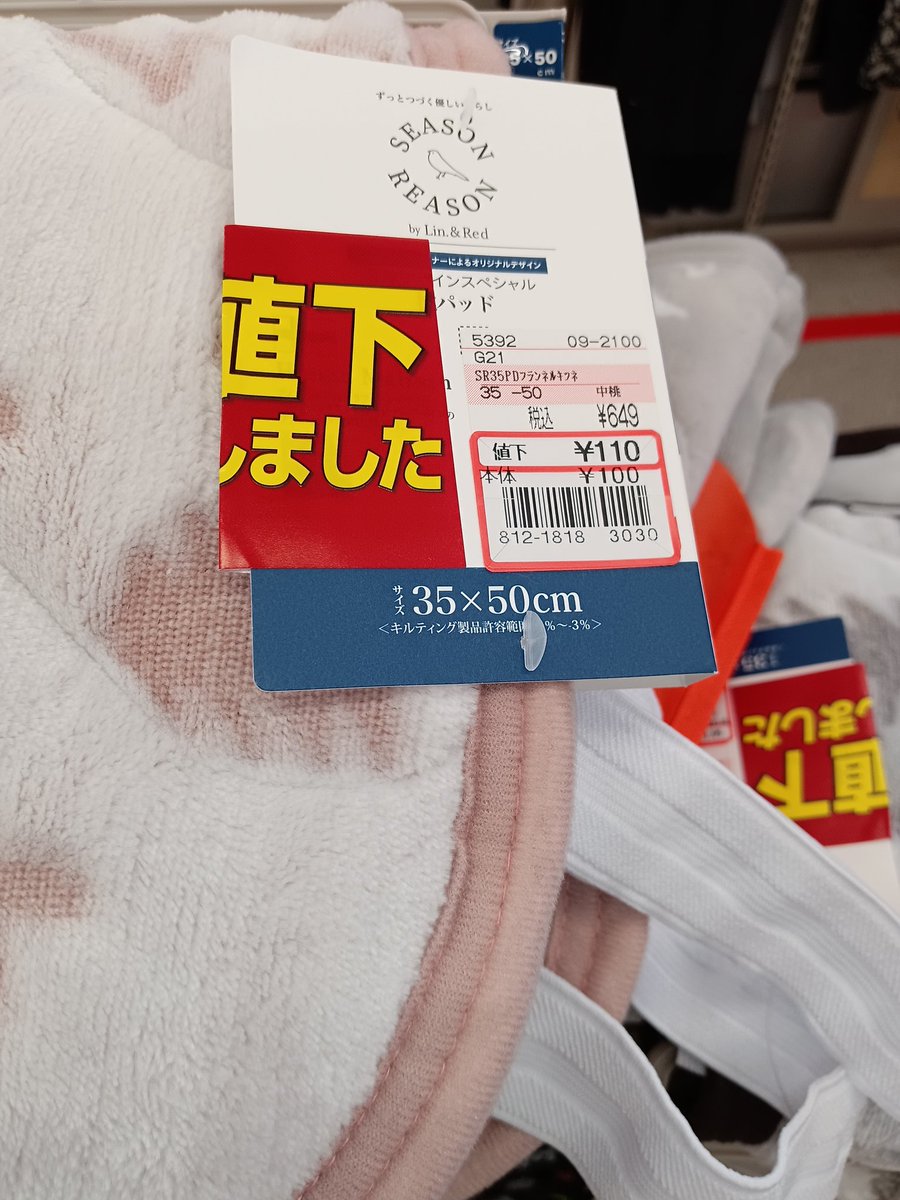 ×50
cm
ずっとつづく優しい らし
SEASON
REASON
by Lin.&Red
ナーによるオリジナルデザイン
インスペシャル
パッド
値下
しました
5392 09-2100
G21
SR35PDフランネルキツネ
35 -50 中桃
税込 ¥649
値下 ¥110
本体 ¥100
812-1818 3030
サイズ 35×50cm
<キルティング製品許容範囲 %~-3%>
値下
しました